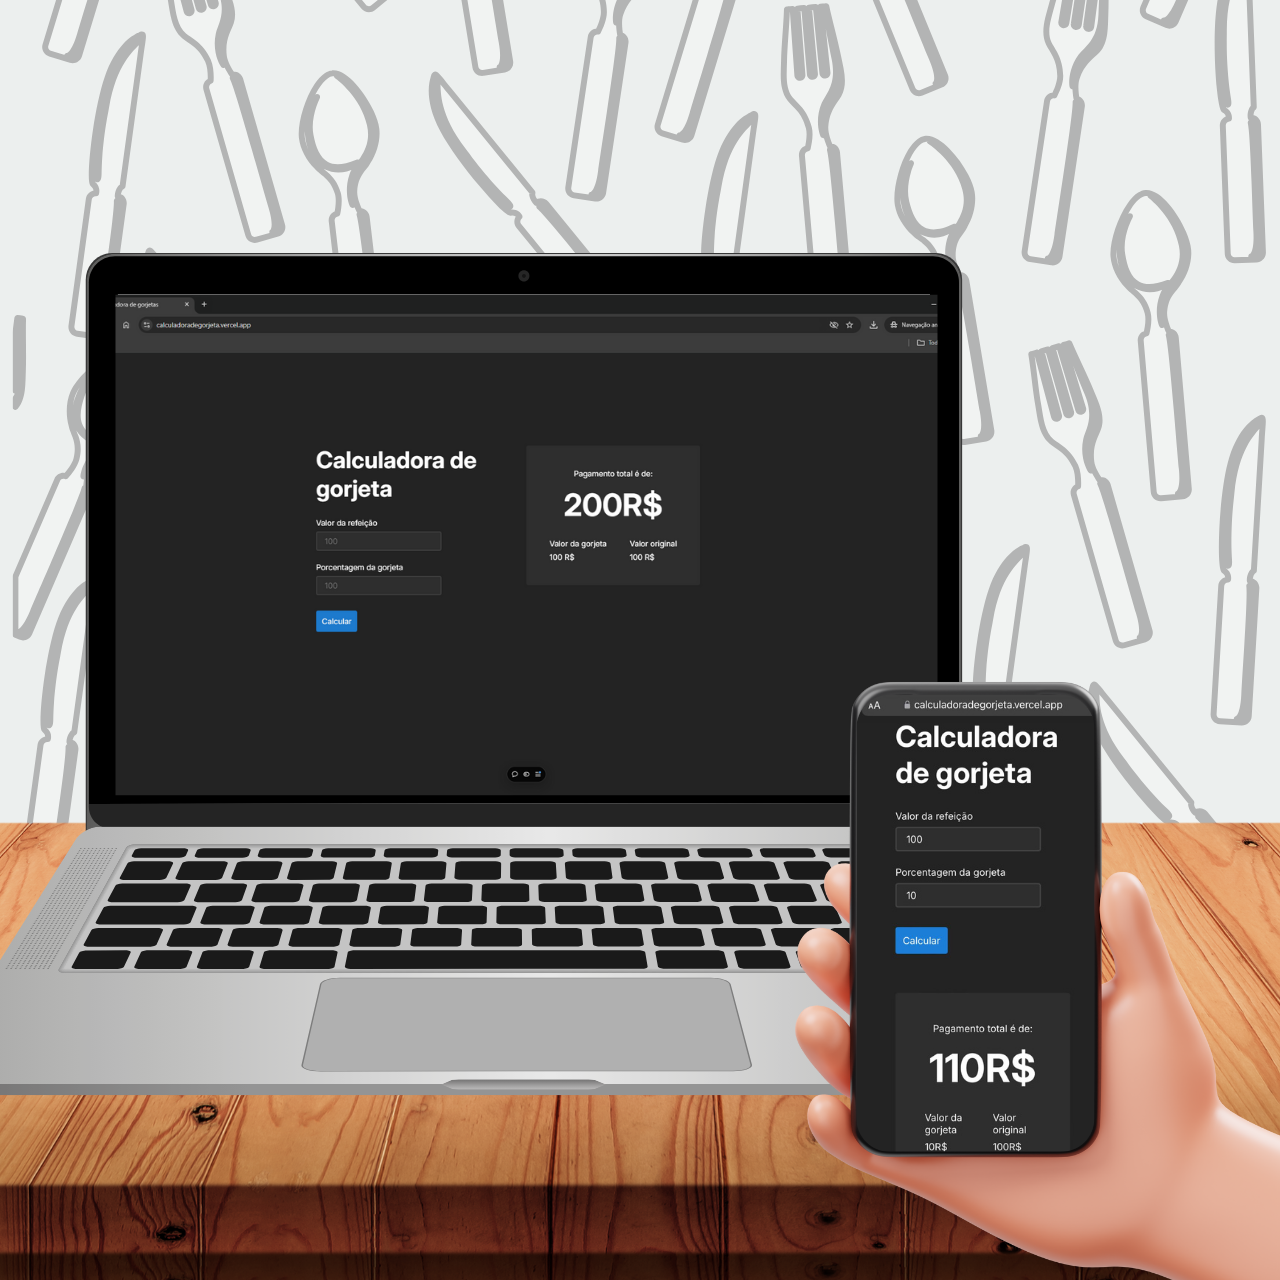 dora de gorjetas
calculadoradegorjeta.vercel.app
Navegação
Calculadora de
gorjeta
Valor da refeição
100
Porcentagem da gorjeta
100
Calcular
Pagamento total é de:
200R$
Valor da gorjeta
100 R$
Valor original
100 R$
AA calculadoradegorjeta.vercel.app
Calculadora
de gorjeta
Valor da refeição
100
Porcentagem da gorjeta
10
Calcular
Pagamento total é de:
110R$
Valor da
gorjeta
10R$
Valor
original
100R$